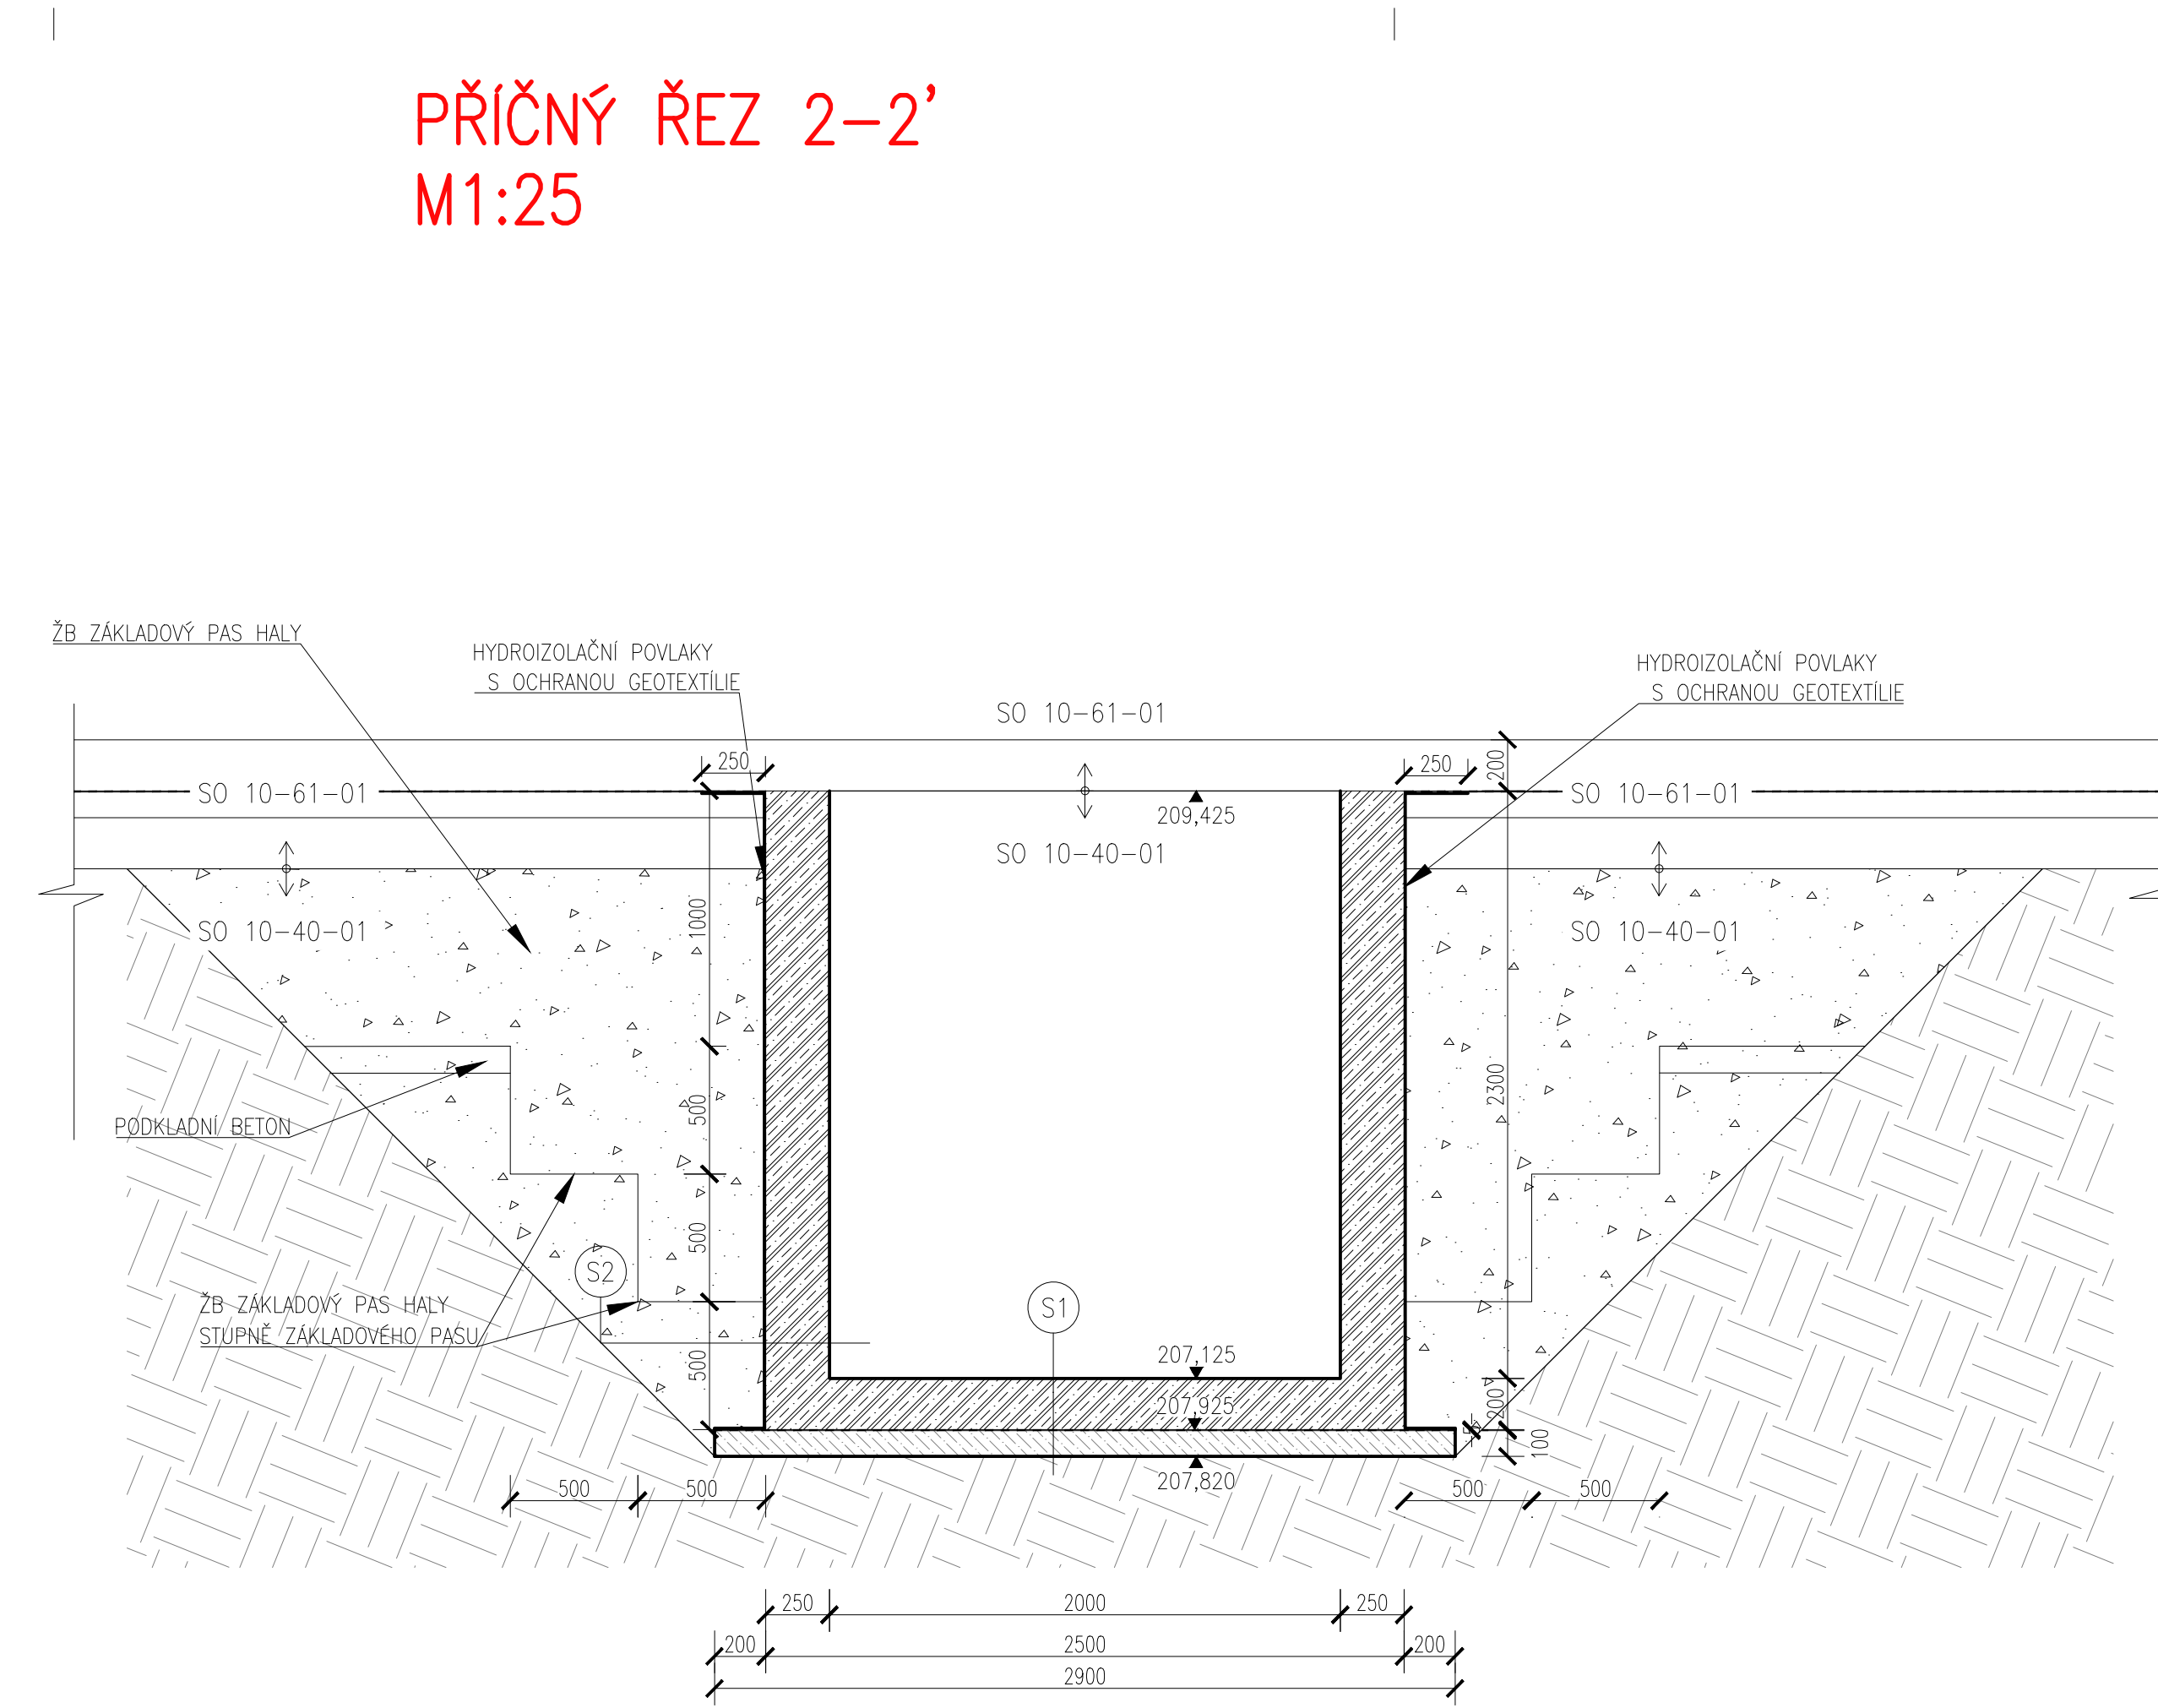 PŘÍČNÝ ŘEZ 2-2'
M1:25
ŽB ZÁKLADOVÝ PAS HALY
HYDROIZOLAČNÍ POVLAKY
S OCHRANOU GEOTEXTÍLIE
HYDROIZOLAČNÍ POVLAKY
S OCHRANOU GEOTEXTÍLIE
SO 10-61-01
250
250
200
SO 10-61-01
SO 10-61-01
209,425
SO 10-40-01
SO 10-40-01
SO 10-40-01
1000
2300
500
PODKLADNÍ BETON
500
S2
S1
ŽB ZÁKLADOVÝ PAS HALY
STUPNĚ ZÁKLADOVÉHO PASU
500
207,125
207,925
200
5
100
207,820
500
500
500
500
250
2000
250
200
2500
200
2900